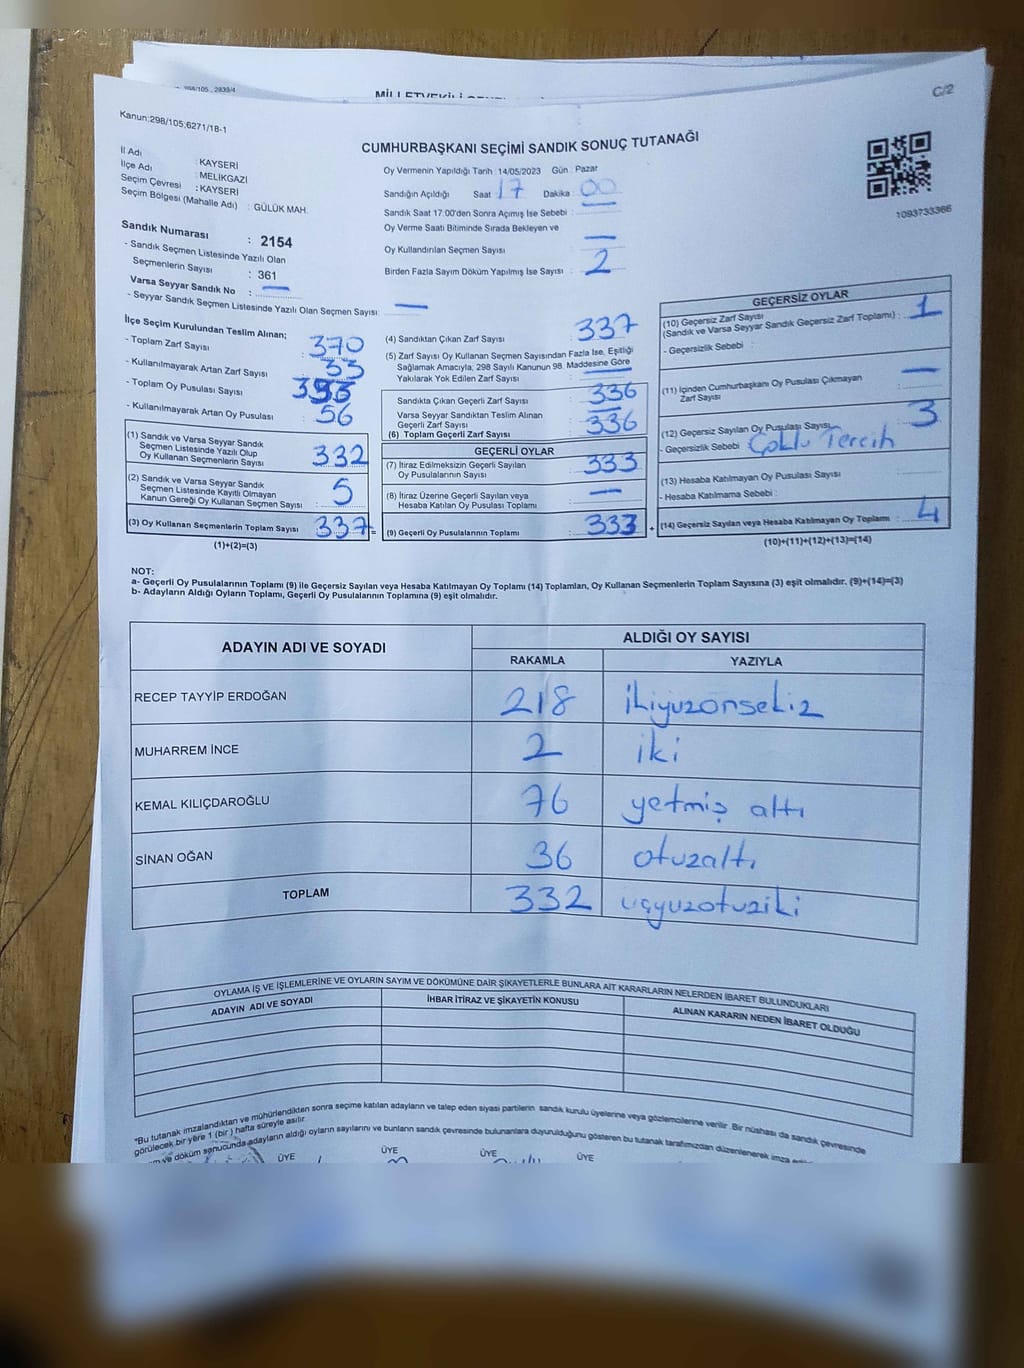 C/2
Kanun:298/105;6271/18-1
CUMHURBAŞKANI SEÇİMİ SANDIK SONUÇ TUTANAĞI
İl Adı : KAYSERİ
İlçe Adı : MELİKGAZİ
Seçim Çevresi : KAYSERİ
Seçim Bölgesi (Mahalle Adı) : GÜLÜK MAH.
Oy Vermenin Yapıldığı Tarih : 14/05/2023 Gün : Pazar
Sandığın Açıldığı Saat 17 Dakika : 00
Sandık Saat 17:00'den Sonra Açımış İse Sebebi :
Oy Verme Saati Bitiminde Sırada Bekleyen ve
Oy Kullandırılan Seçmen Sayısı : —
Birden Fazla Sayım Döküm Yapılmış İse Sayısı : 2
1093733366
Sandık Numarası : 2154
- Sandık Seçmen Listesinde Yazılı Olan
Seçmenlerin Sayısı : 361
Varsa Seyyar Sandık No : —
- Seyyar Sandık Seçmen Listesinde Yazılı Olan Seçmen Sayısı: —
İlçe Seçim Kurulundan Teslim Alınan;
- Toplam Zarf Sayısı : 370
- Kullanılmayarak Artan Zarf Sayısı : 33
- Toplam Oy Pusulası Sayısı : 393
- Kullanılmayarak Artan Oy Pusulası : 56
(1) Sandık ve Varsa Seyyar Sandık
Seçmen Listesinde Yazılı Olup
Oy Kullanan Seçmenlerin Sayısı : 332
(2) Sandık ve Varsa Seyyar Sandık
Seçmen Listesinde Kayıtlı Olmayan
Kanun Gereği Oy Kullanan Seçmen Sayısı : 5
(3) Oy Kullanan Seçmenlerin Toplam Sayısı : 337 =
(1)+(2)=(3)
(4) Sandıktan Çıkan Zarf Sayısı : 337
(5) Zarf Sayısı Oy Kullanan Seçmen Sayısından Fazla İse, Eşitliği
Sağlamak Amacıyla; 298 Sayılı Kanunun 98. Maddesine Göre
Yakılarak Yok Edilen Zarf Sayısı : —
Sandıkta Çıkan Geçerli Zarf Sayısı : 336
Varsa Seyyar Sandıktan Teslim Alınan
Geçerli Zarf Sayısı : —
(6) Toplam Geçerli Zarf Sayısı : 336
GEÇERLİ OYLAR
(7) İtiraz Edilmeksizin Geçerli Sayılan
Oy Pusulalarının Sayısı : 333
(8) İtiraz Üzerine Geçerli Sayılan veya
Hesaba Katılan Oy Pusulası Toplamı : —
(9) Geçerli Oy Pusulalarının Toplamı : 333 +
GEÇERSİZ OYLAR
(10) Geçersiz Zarf Sayısı
(Sandık ve Varsa Seyyar Sandık Geçersiz Zarf Toplamı) : 1
- Geçersizlik Sebebi :
(11) İçinden Cumhurbaşkanı Oy Pusulası Çıkmayan
Zarf Sayısı : —
(12) Geçersiz Sayılan Oy Pusulası Sayısı : 3
- Geçersizlik Sebebi : Çoklu Tercih
(13) Hesaba Katılmayan Oy Pusulası Sayısı :
- Hesaba Katılmama Sebebi :
(14) Geçersiz Sayılan veya Hesaba Katılmayan Oy Toplamı : 4
(10)+(11)+(12)+(13)=(14)
NOT:
a- Geçerli Oy Pusulalarının Toplamı (9) ile Geçersiz Sayılan veya Hesaba Katılmayan Oy Toplamı (14) Toplamları, Oy Kullanan Seçmenlerin Toplam Sayısına (3) eşit olmalıdır. (9)+(14)=(3)
b- Adayların Aldığı Oyların Toplamı, Geçerli Oy Pusulalarının Toplamına (9) eşit olmalıdır.
ADAYIN ADI VE SOYADI ALDIĞI OY SAYISI
RAKAMLA YAZIYLA
RECEP TAYYİP ERDOĞAN 218 ikiyüzonsekiz
MUHARREM İNCE 2 iki
KEMAL KILIÇDAROĞLU 76 yetmiş altı
SİNAN OĞAN 36 otuzaltı
TOPLAM 332 üçyüzotuziki
OYLAMA İŞ VE İŞLEMLERİNE VE OYLARIN SAYIM VE DÖKÜMÜNE DAİR ŞİKAYETLERLE BUNLARA AİT KARARLARIN NELERDEN İBARET BULUNDUKLARI
ADAYIN ADI VE SOYADI İHBAR İTİRAZ VE ŞİKAYETİN KONUSU ALINAN KARARIN NEDEN İBARET OLDUĞU
"Bu tutanak imzalandıktan ve mühürlendikten sonra seçime katılan adayların ve talep eden siyasi partilerin sandık kurulu üyelerine veya gözlemcilerine verilir. Bir nüshası da sandık çevresinde
görülecek bir yere 1 (bir) hafta süreyle asılır.
ve döküm sonucunda adayların aldığı oyların sayılarını ve bunların sandık çevresinde bulunanlara duyurulduğunu gösteren bu tutanak tarafımızdan düzenlenerek imza
ÜYE ÜYE ÜYE ÜYE